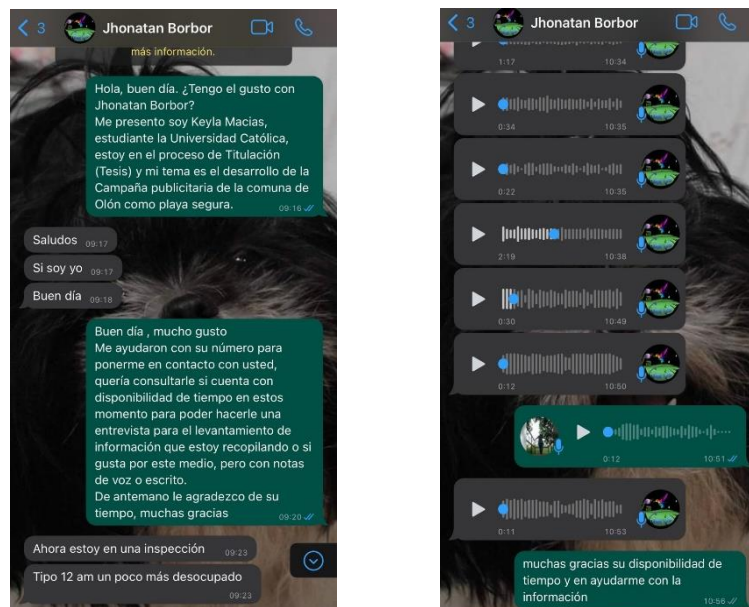 3
Jhonatan Borbor
más información.
Hola, buen día. ¿Tengo el gusto con
Jhonatan Borbor?
Me presento soy Keyla Macias,
estudiante la Universidad Católica,
estoy en el proceso de Titulación
(Tesis) y mi tema es el desarrollo de la
Campaña publicitaria de la comuna de
Olón como playa segura.
09:16
Saludos 09:17
Si soy yo 09:17
Buen día 09:18
Buen día , mucho gusto
Me ayudaron con su número para
ponerme en contacto con usted,
quería consultarle si cuenta con
disponibilidad de tiempo en estos
momento para poder hacerle una
entrevista para el levantamiento de
información que estoy recopilando o si
gusta por este medio, pero con notas
de voz o escrito.
De antemano le agradezco de su
tiempo, muchas gracias
09:20
Ahora estoy en una inspección 09:23
Tipo 12 am un poco más desocupado
09:23
3
Jhonatan Borbor
1:17 10:34
0:34 10:35
0:22 10:35
2:19 10:38
0:30 10:49
0:12 10:50
0:12 10:51
0:11 10:53
muchas gracias su disponibilidad de
tiempo y en ayudarme con la
información
10:56